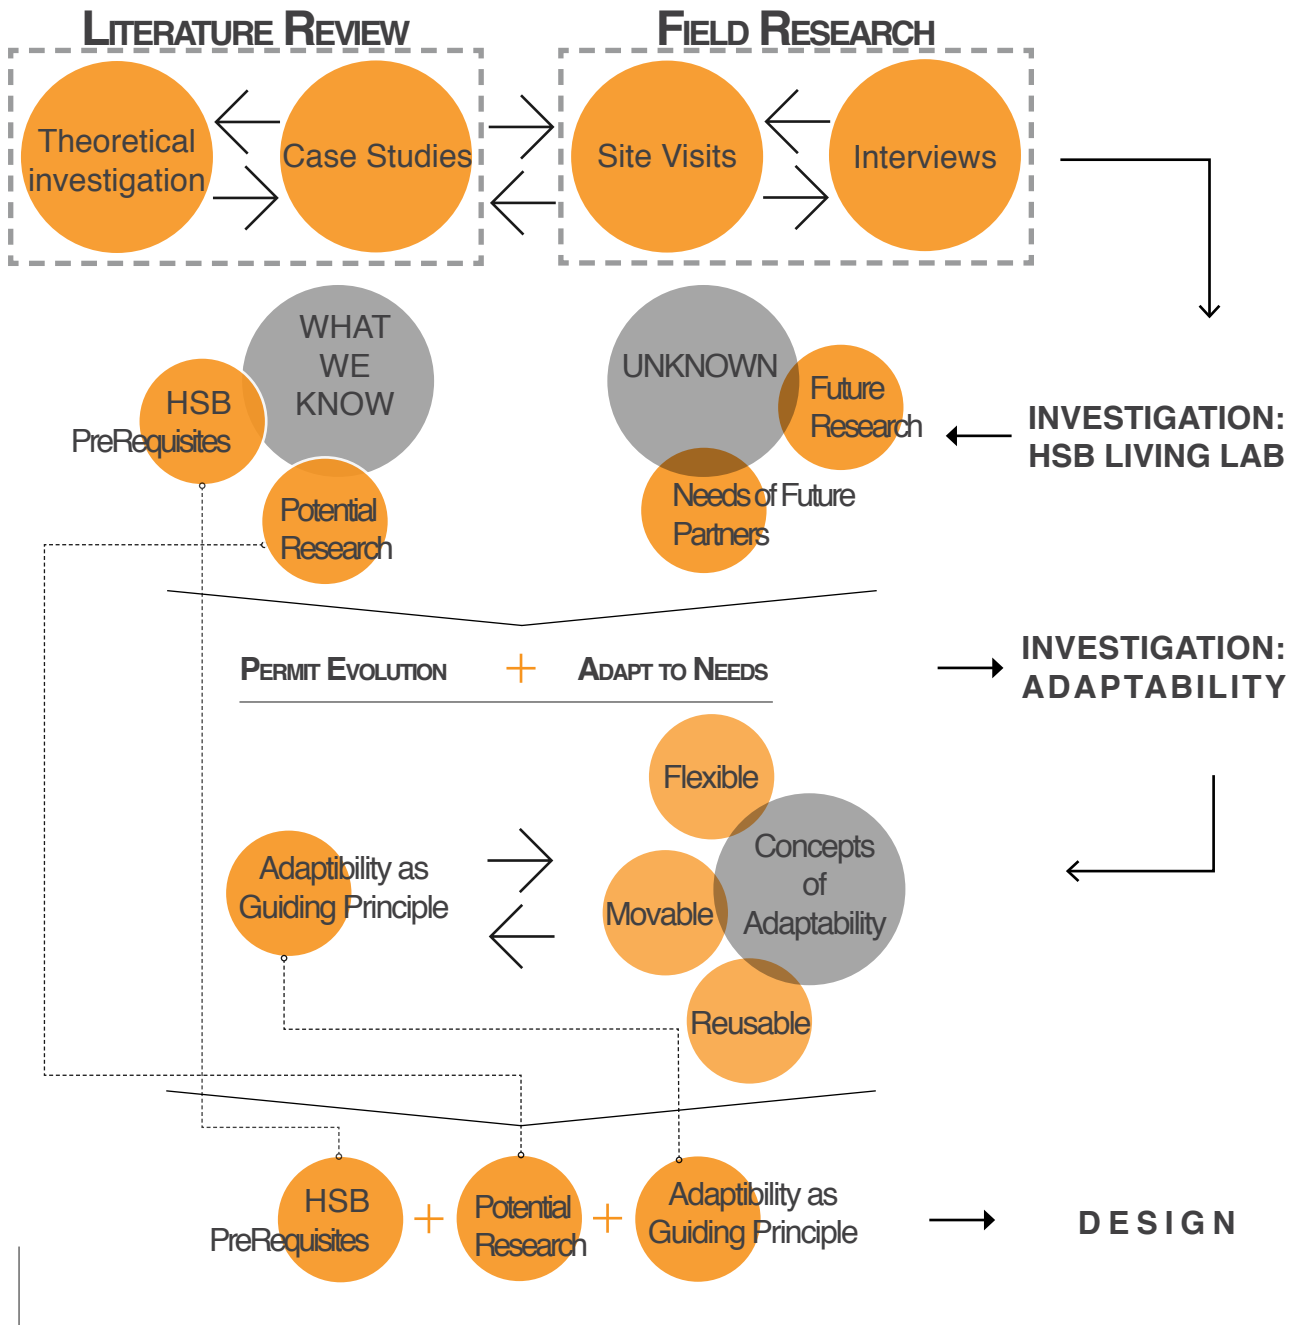 LITERATURE REVIEW
FIELD RESEARCH
Theoretical
investigation
Case Studies
Site Visits
Interviews
WHAT
WE
KNOW
HSB
PreRequisites
Potential
Research
UNKNOWN
Future
Research
Needs of Future
Partners
INVESTIGATION:
HSB LIVING LAB
PERMIT EVOLUTION + ADAPT TO NEEDS
INVESTIGATION:
ADAPTABILITY
Flexible
Concepts
of
Adaptability
Movable
Reusable
Adaptibility as
Guiding Principle
HSB
PreRequisites
+
Potential
Research
+
Adaptibility as
Guiding Principle
DESIGN